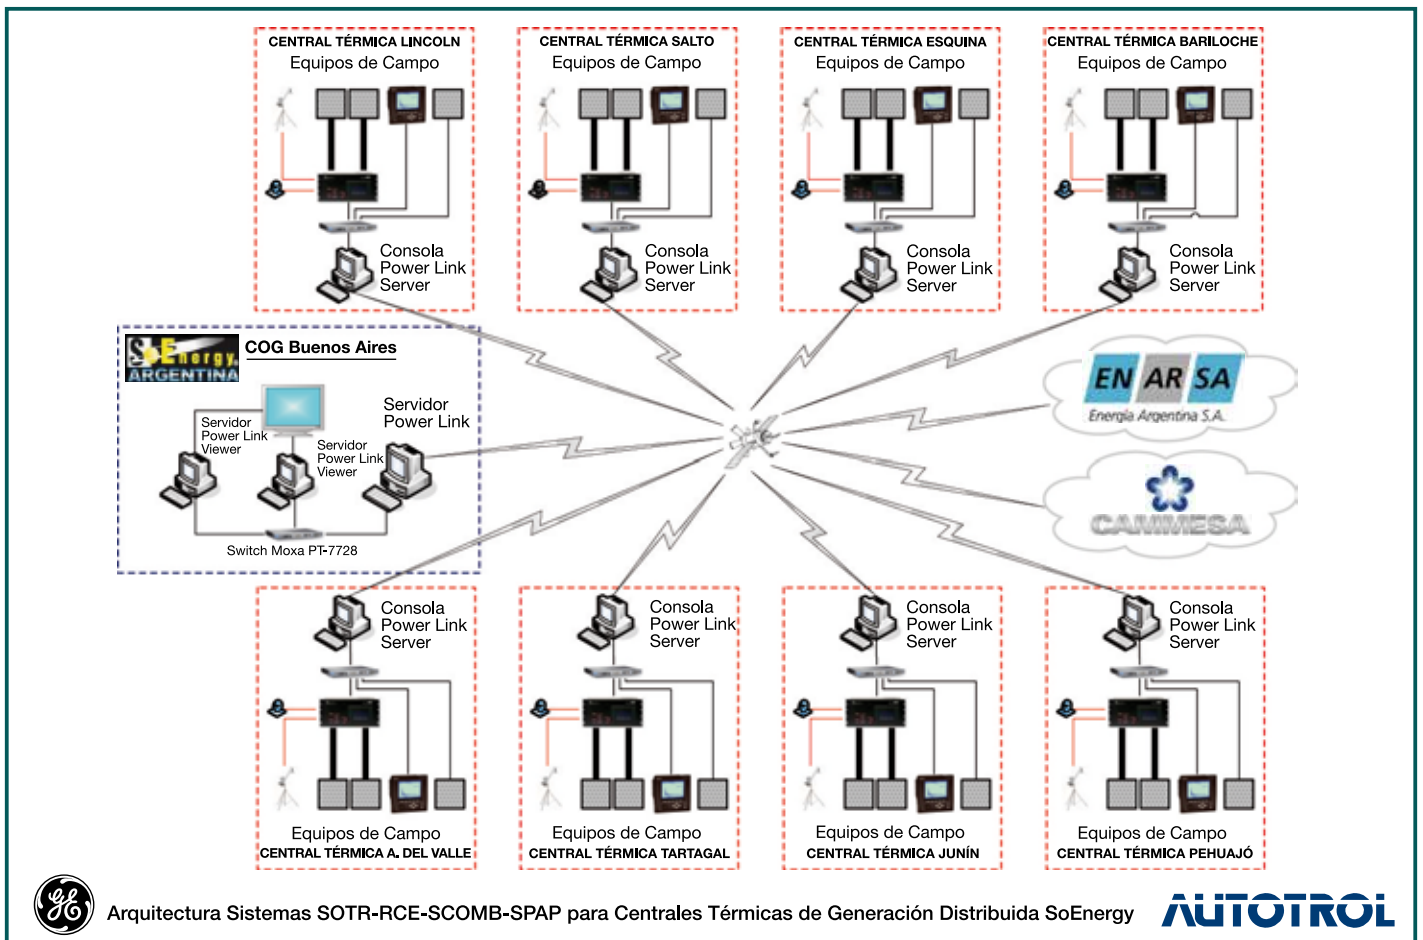 CENTRAL TÉRMICA LINCOLN
Equipos de Campo
Consola
Power Link
Server
CENTRAL TÉRMICA SALTO
Equipos de Campo
Consola
Power Link
Server
CENTRAL TÉRMICA ESQUINA
Equipos de Campo
Consola
Power Link
Server
CENTRAL TÉRMICA BARILOCHE
Equipos de Campo
Consola
Power Link
Server
SoEnergy
ARGENTINA
COG Buenos Aires
Servidor
Power Link
Viewer
Servidor
Power Link
Viewer
Servidor
Power Link
Switch Moxa PT-7728
EN AR SA
Energía Argentina S.A.
CAMMESA
Consola
Power Link
Server
Equipos de Campo
CENTRAL TÉRMICA A. DEL VALLE
Consola
Power Link
Server
Equipos de Campo
CENTRAL TÉRMICA TARTAGAL
Consola
Power Link
Server
Equipos de Campo
CENTRAL TÉRMICA JUNÍN
Consola
Power Link
Server
Equipos de Campo
CENTRAL TÉRMICA PEHUAJÓ
GE
Arquitectura Sistemas SOTR-RCE-SCOMB-SPAP para Centrales Térmicas de Generación Distribuida SoEnergy
AUTOTROL